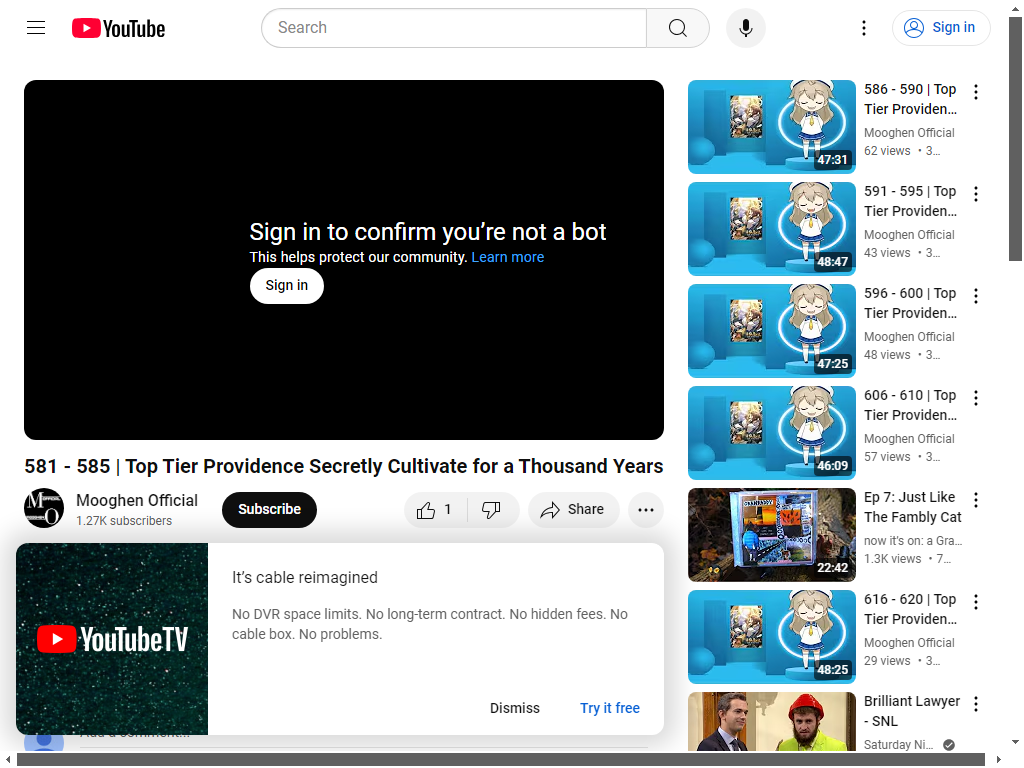 YouTube
Search
Sign in
Sign in to confirm you’re not a bot
This helps protect our community. Learn more
Sign in
581 - 585 | Top Tier Providence Secretly Cultivate for a Thousand Years
Mooghen Official
1.27K subscribers
Subscribe
1
Share
YouTubeTV
It’s cable reimagined
No DVR space limits. No long-term contract. No hidden fees. No
cable box. No problems.
Dismiss
Try it free
586 - 590 | Top
Tier Providen…
Mooghen Official
62 views • 3…
47:31
591 - 595 | Top
Tier Providen…
Mooghen Official
43 views • 3…
48:47
596 - 600 | Top
Tier Providen…
Mooghen Official
48 views • 3…
47:25
606 - 610 | Top
Tier Providen…
Mooghen Official
57 views • 3…
46:09
Ep 7: Just Like
The Fambly Cat
now it’s on: a Gra…
1.3K views • 7…
22:42
616 - 620 | Top
Tier Providen…
Mooghen Official
29 views • 3…
48:25
Brilliant Lawyer
- SNL
Saturday Ni…